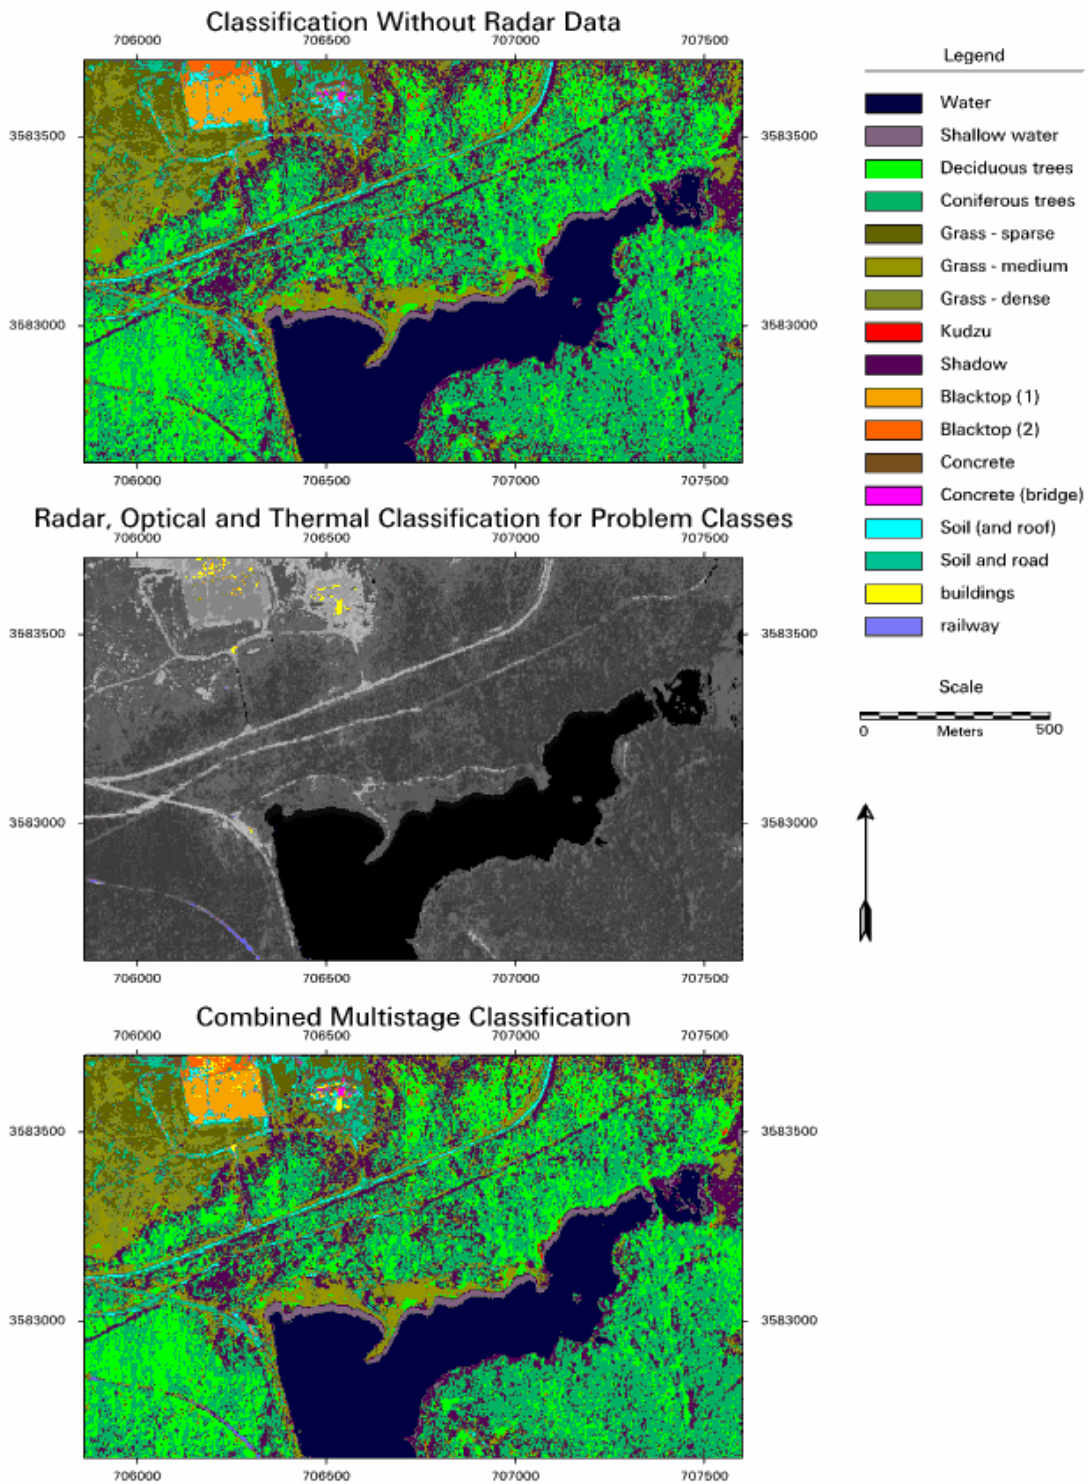 Classification Without Radar Data
706000 706500 707000 707500
3583500 3583500
3583000 3583000
706000 706500 707000 707500
Radar, Optical and Thermal Classification for Problem Classes
706000 706500 707000 707500
3583500 3583500
3583000 3583000
706000 706500 707000 707500
Combined Multistage Classification
706000 706500 707000 707500
3583500 3583500
3583000 3583000
706000 706500 707000 707500
Legend
Water
Shallow water
Deciduous trees
Coniferous trees
Grass - sparse
Grass - medium
Grass - dense
Kudzu
Shadow
Blacktop (1)
Blacktop (2)
Concrete
Concrete (bridge)
Soil (and roof)
Soil and road
buildings
railway
Scale
0 Meters 500